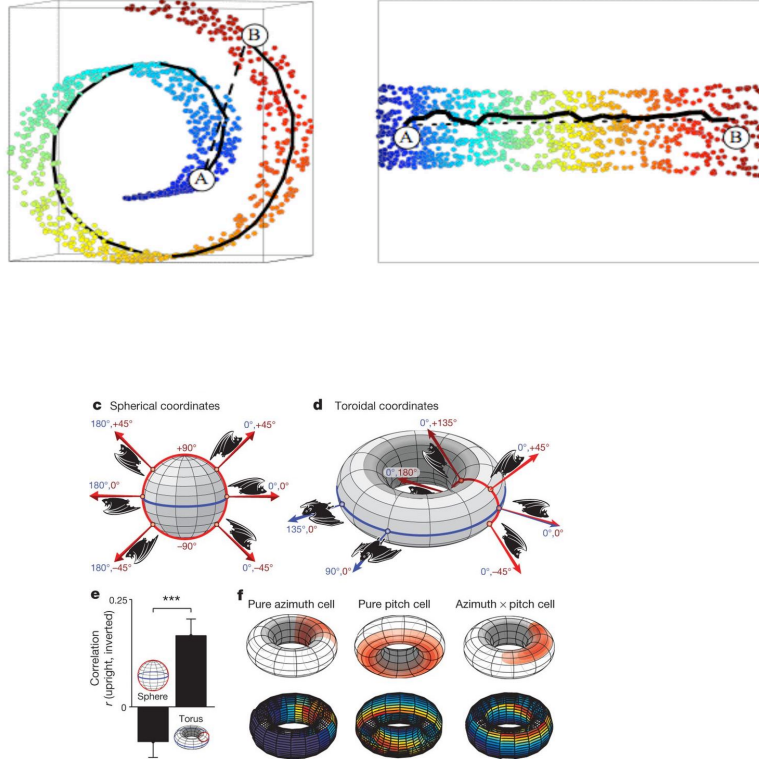 B
A
A
B
c Spherical coordinates
d Toroidal coordinates
180°,+45°
+90°
0°,+45°
180°,0°
0°,0°
180°,−45°
−90°
0°,−45°
0°,+135°
0°,+45°
0°,180°
135°,0°
90°,0°
0°,0°
0°,−45°
e
0.25
***
Correlation
r (upright, inverted)
Sphere
0
Torus
f
Pure azimuth cell
Pure pitch cell
Azimuth × pitch cell